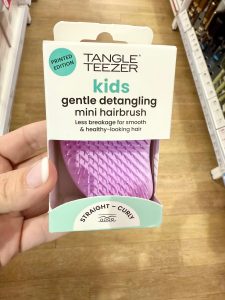 PRINTED
EDITION
TANGLE
TEEZER
kids
gentle detangling
mini hairbrush
Less breakage for smooth
& healthy-looking hair
STRAIGHT – CURLY